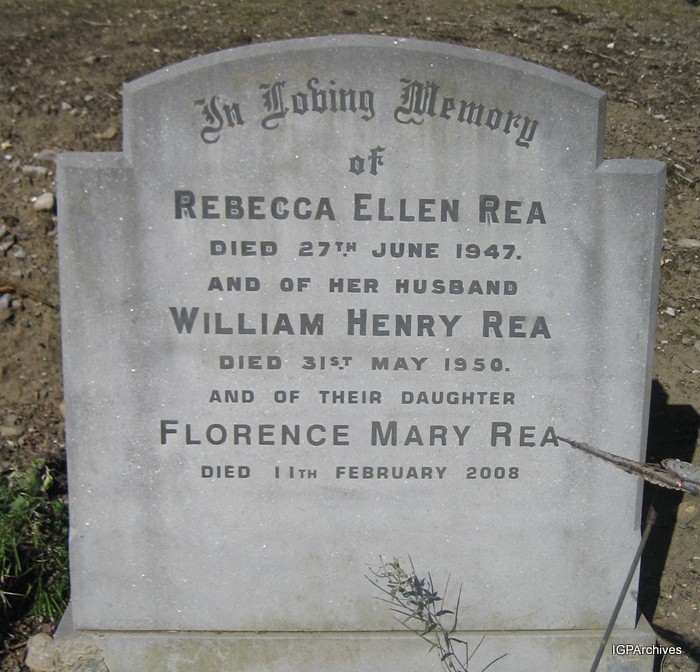 In Loving Memory
of
REBECCA ELLEN REA
DIED 27TH JUNE 1947.
AND OF HER HUSBAND
WILLIAM HENRY REA
DIED 31ST MAY 1950.
AND OF THEIR DAUGHTER
FLORENCE MARY REA
DIED 11TH FEBRUARY 2008
IGPArchives